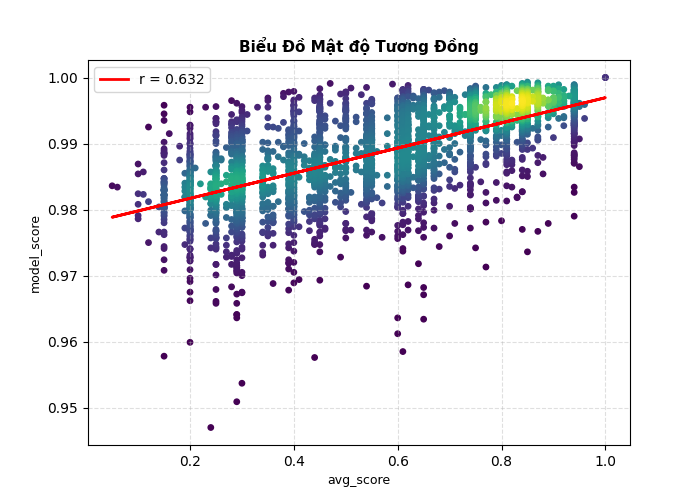 Biểu Đồ Mật độ Tương Đồng
r = 0.632
1.00
0.99
0.98
0.97
0.96
0.95
model_score
0.2
0.4
0.6
0.8
1.0
avg_score